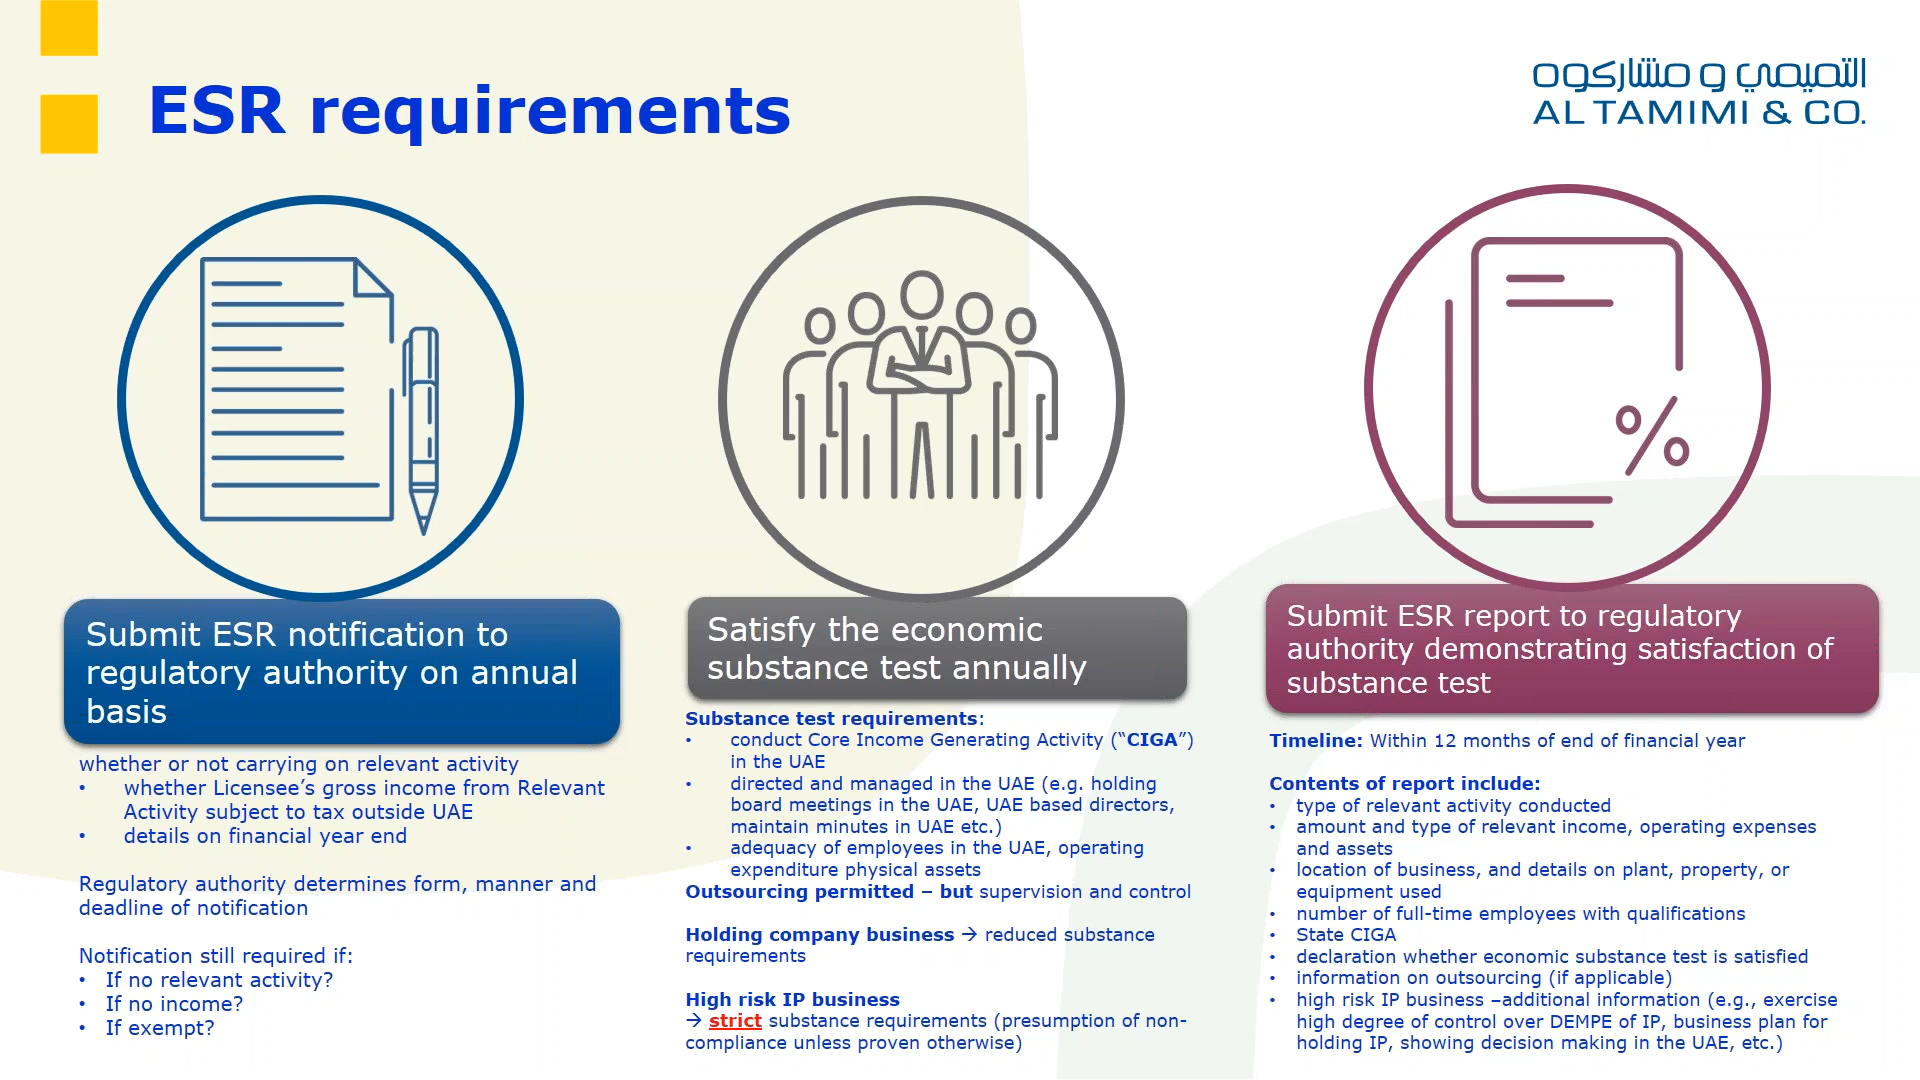 ESR requirements
التميمي و مشاركوه
AL TAMIMI & CO.
Submit ESR notification to
regulatory authority on annual
basis
whether or not carrying on relevant activity
• whether Licensee’s gross income from Relevant
Activity subject to tax outside UAE
• details on financial year end
Regulatory authority determines form, manner and
deadline of notification
Notification still required if:
• If no relevant activity?
• If no income?
• If exempt?
Satisfy the economic
substance test annually
Substance test requirements:
• conduct Core Income Generating Activity (“CIGA”)
in the UAE
• directed and managed in the UAE (e.g. holding
board meetings in the UAE, UAE based directors,
maintain minutes in UAE etc.)
• adequacy of employees in the UAE, operating
expenditure physical assets
Outsourcing permitted – but supervision and control
Holding company business → reduced substance
requirements
High risk IP business
→ strict substance requirements (presumption of non-
compliance unless proven otherwise)
%
Submit ESR report to regulatory
authority demonstrating satisfaction of
substance test
Timeline: Within 12 months of end of financial year
Contents of report include:
• type of relevant activity conducted
• amount and type of relevant income, operating expenses
and assets
• location of business, and details on plant, property, or
equipment used
• number of full-time employees with qualifications
• State CIGA
• declaration whether economic substance test is satisfied
• information on outsourcing (if applicable)
• high risk IP business –additional information (e.g., exercise
high degree of control over DEMPE of IP, business plan for
holding IP, showing decision making in the UAE, etc.)